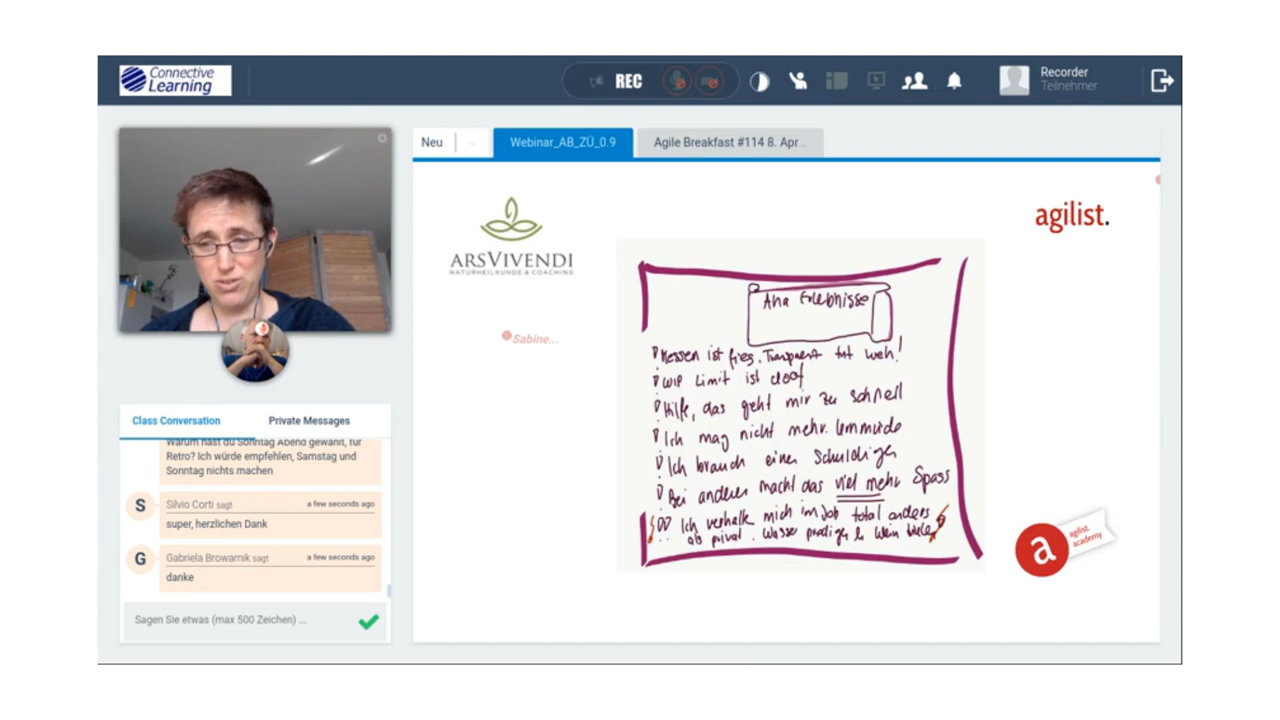 Connective
Learning
REC
Recorder
Teilnehmer
Neu
Webinar_AB_ZÜ_0.9
Agile Breakfast #114 8. Apr...
ARSVIVENDI
NATURHEILKUNDE & COACHING
agilist.
Sabine...
Aha Erlebnisse
Messen ist fies. Transparent tut weh!
WIP Limit ist doof
Hilfe, das geht mir zu schnell
Ich mag nicht mehr. lernmüde
Ich brauch einen Schuldigen
Bei anderen macht das viel mehr Spass
Ich verhalte mich im Job total anders
als privat. Wasser predigen & Wein
a
agilist.
academy
Class Conversation
Private Messages
Warum hast du Sonntag Abend gewählt, für
Retro? Ich würde empfehlen, Samstag und
Sonntag nichts machen
S
Silvio Corti sagt
a few seconds ago
super, herzlichen Dank
G
Gabriela Browarnik sagt
a few seconds ago
danke
Sagen Sie etwas (max 500 Zeichen) ...